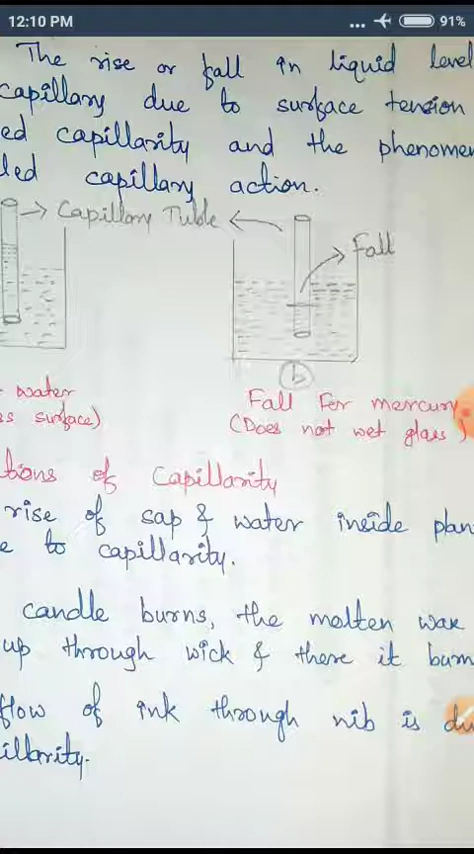 12:10 PM ... 91%
The rise or fall in liquid level
capillary due to surface tension
ed capillarity and the phenomen
led capillary action.
Capillary Tube
Fall
b
water
Fall For mercury
ss surface)
(Does not wet glass)
tions of Capillarity
rise of sap & water inside plan
e to capillarity.
candle burns, the molten wax
up through wick & there it burn
flow of ink through nib is du
illarity.